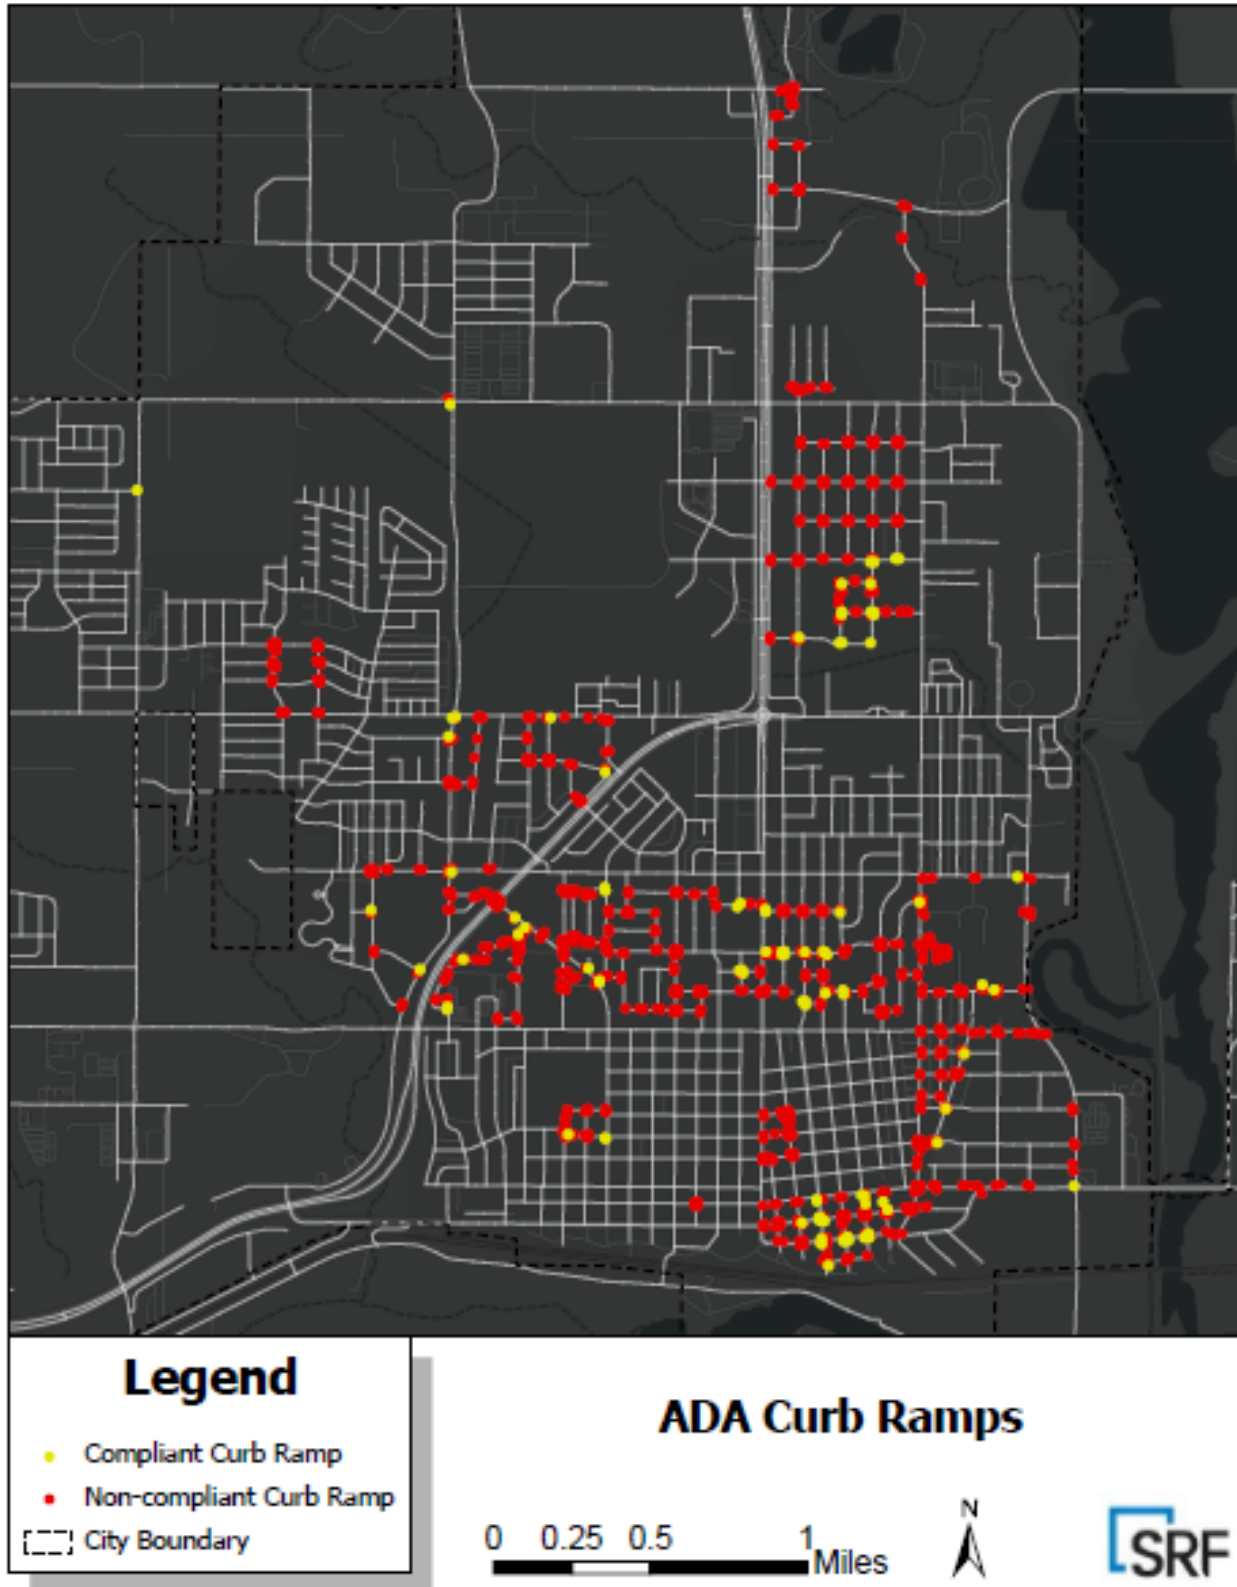 Legend
Compliant Curb Ramp
Non-compliant Curb Ramp
City Boundary
ADA Curb Ramps
0 0.25 0.5 1 Miles
N
SRF